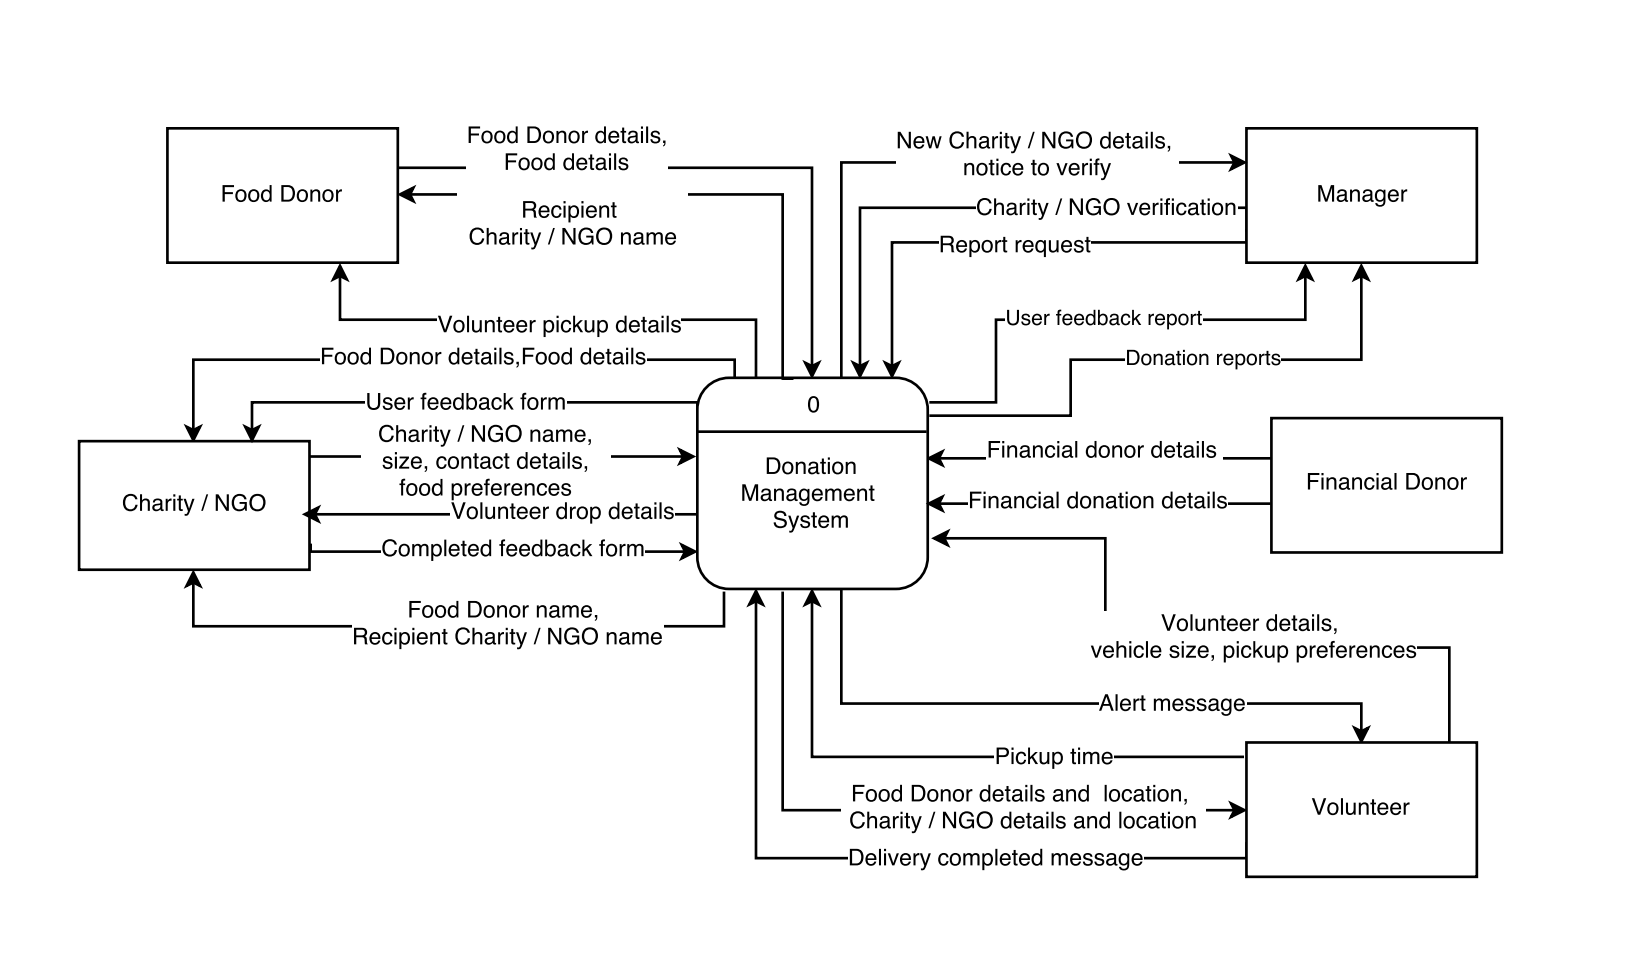 Food Donor details,
Food details
Food Donor
Recipient
Charity / NGO name
New Charity / NGO details,
notice to verify
Manager
Charity / NGO verification
Report request
Volunteer pickup details
User feedback report
Food Donor details,Food details
Donation reports
User feedback form
0
Charity / NGO name,
size, contact details,
food preferences
Charity / NGO
Volunteer drop details
Completed feedback form
Donation
Management
System
Financial donor details
Financial Donor
Financial donation details
Food Donor name,
Recipient Charity / NGO name
Volunteer details,
vehicle size, pickup preferences
Alert message
Pickup time
Food Donor details and  location,
Charity / NGO details and location
Volunteer
Delivery completed message